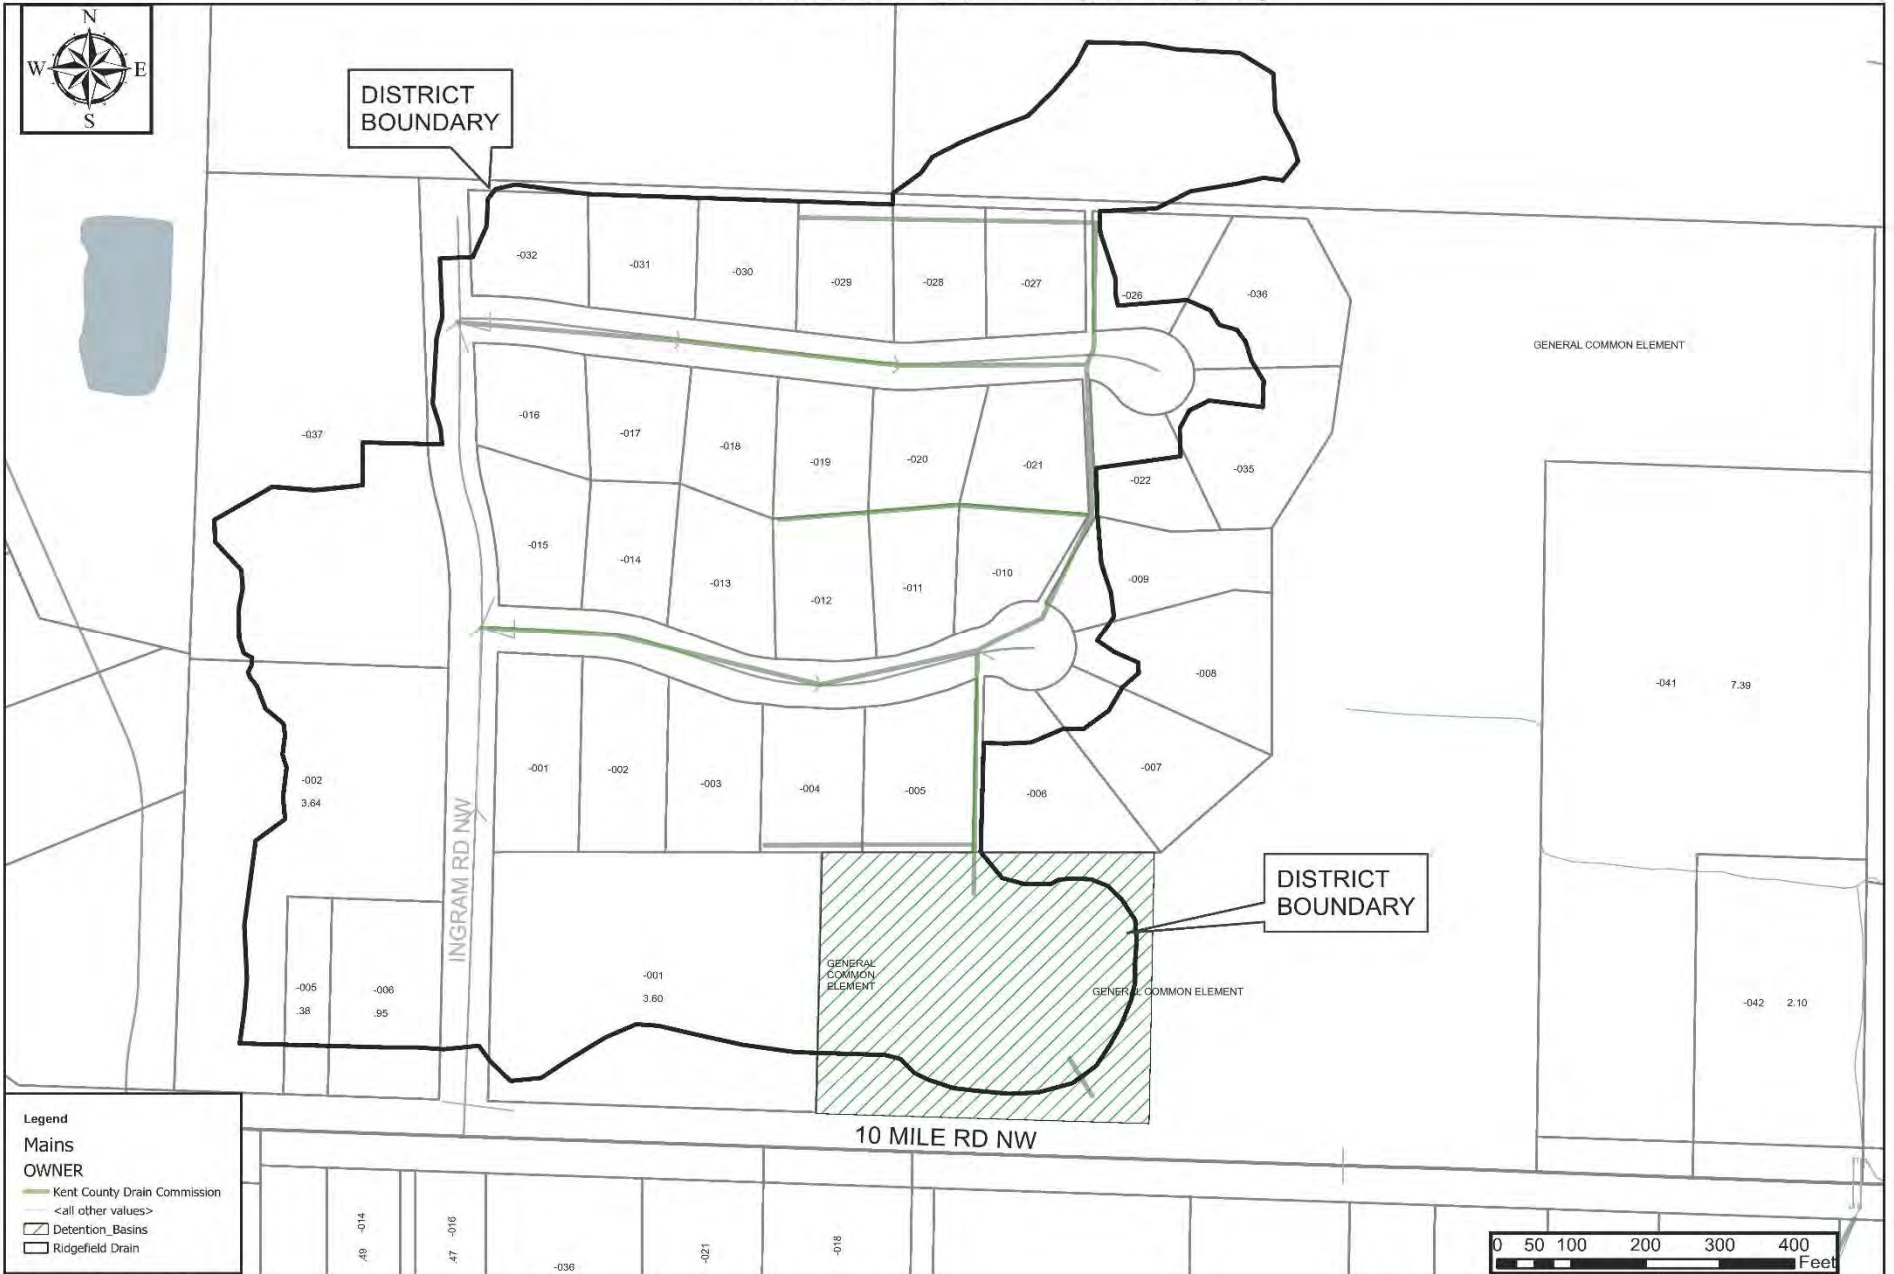 N
W E
S
DISTRICT
BOUNDARY
-032
-031
-030
-029
-028
-027
-026
-036
GENERAL COMMON ELEMENT
-037
-016
-017
-018
-019
-020
-021
-022
-035
-015
-014
-013
-012
-011
-010
-009
-008
-041 7.39
-002
3.64
-001
-002
-003
-004
-005
-006
-007
INGRAM RD NW
DISTRICT
BOUNDARY
-005
.38
-006
.95
-001
3.60
GENERAL
COMMON
ELEMENT
GENERAL COMMON ELEMENT
-042 2.10
10 MILE RD NW
Legend
Mains
OWNER
Kent County Drain Commission
<all other values>
Detention_Basins
Ridgefield Drain
-014
.49
-016
.47
-036
-021
-018
0 50 100 200 300 400
Feet